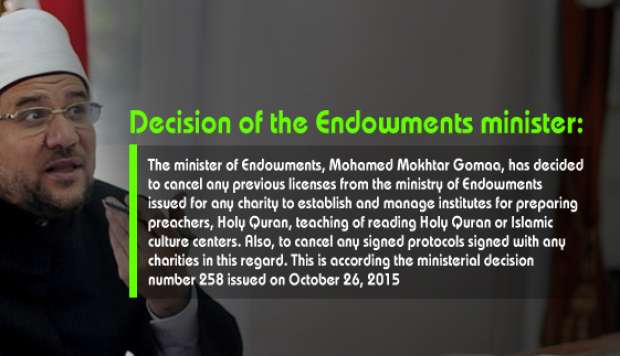 Decision of the Endowments minister:
The minister of Endowments, Mohamed Mokhtar Gomaa, has decided
to cancel any previous licenses from the ministry of Endowments
issued for any charity to establish and manage institutes for preparing
preachers, Holy Quran, teaching of reading Holy Quran or Islamic
culture centers. Also, to cancel any signed protocols signed with any
charities in this regard. This is according the ministerial decision
number 258 issued on October 26, 2015